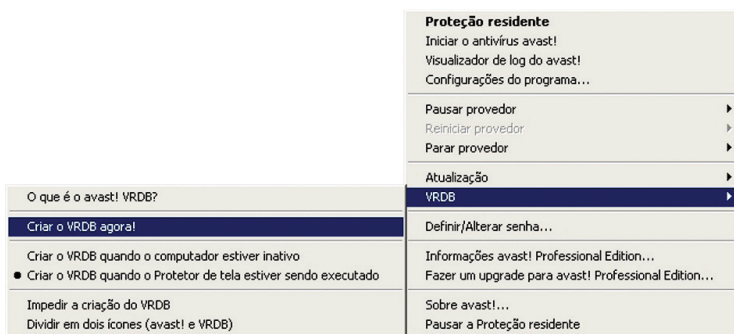 Proteção residente
Iniciar o antivírus avast!
Visualizador de log do avast!
Configurações do programa...
Pausar provedor
Reiniciar provedor
Parar provedor
Atualização
VRDB
Definir/Alterar senha...
Informações avast! Professional Edition...
Fazer um upgrade para avast! Professional Edition...
Sobre avast!...
Pausar a Proteção residente
O que é o avast! VRDB?
Criar o VRDB agora!
Criar o VRDB quando o computador estiver inativo
Criar o VRDB quando o Protetor de tela estiver sendo executado
Impedir a criação do VRDB
Dividir em dois ícones (avast! e VRDB)